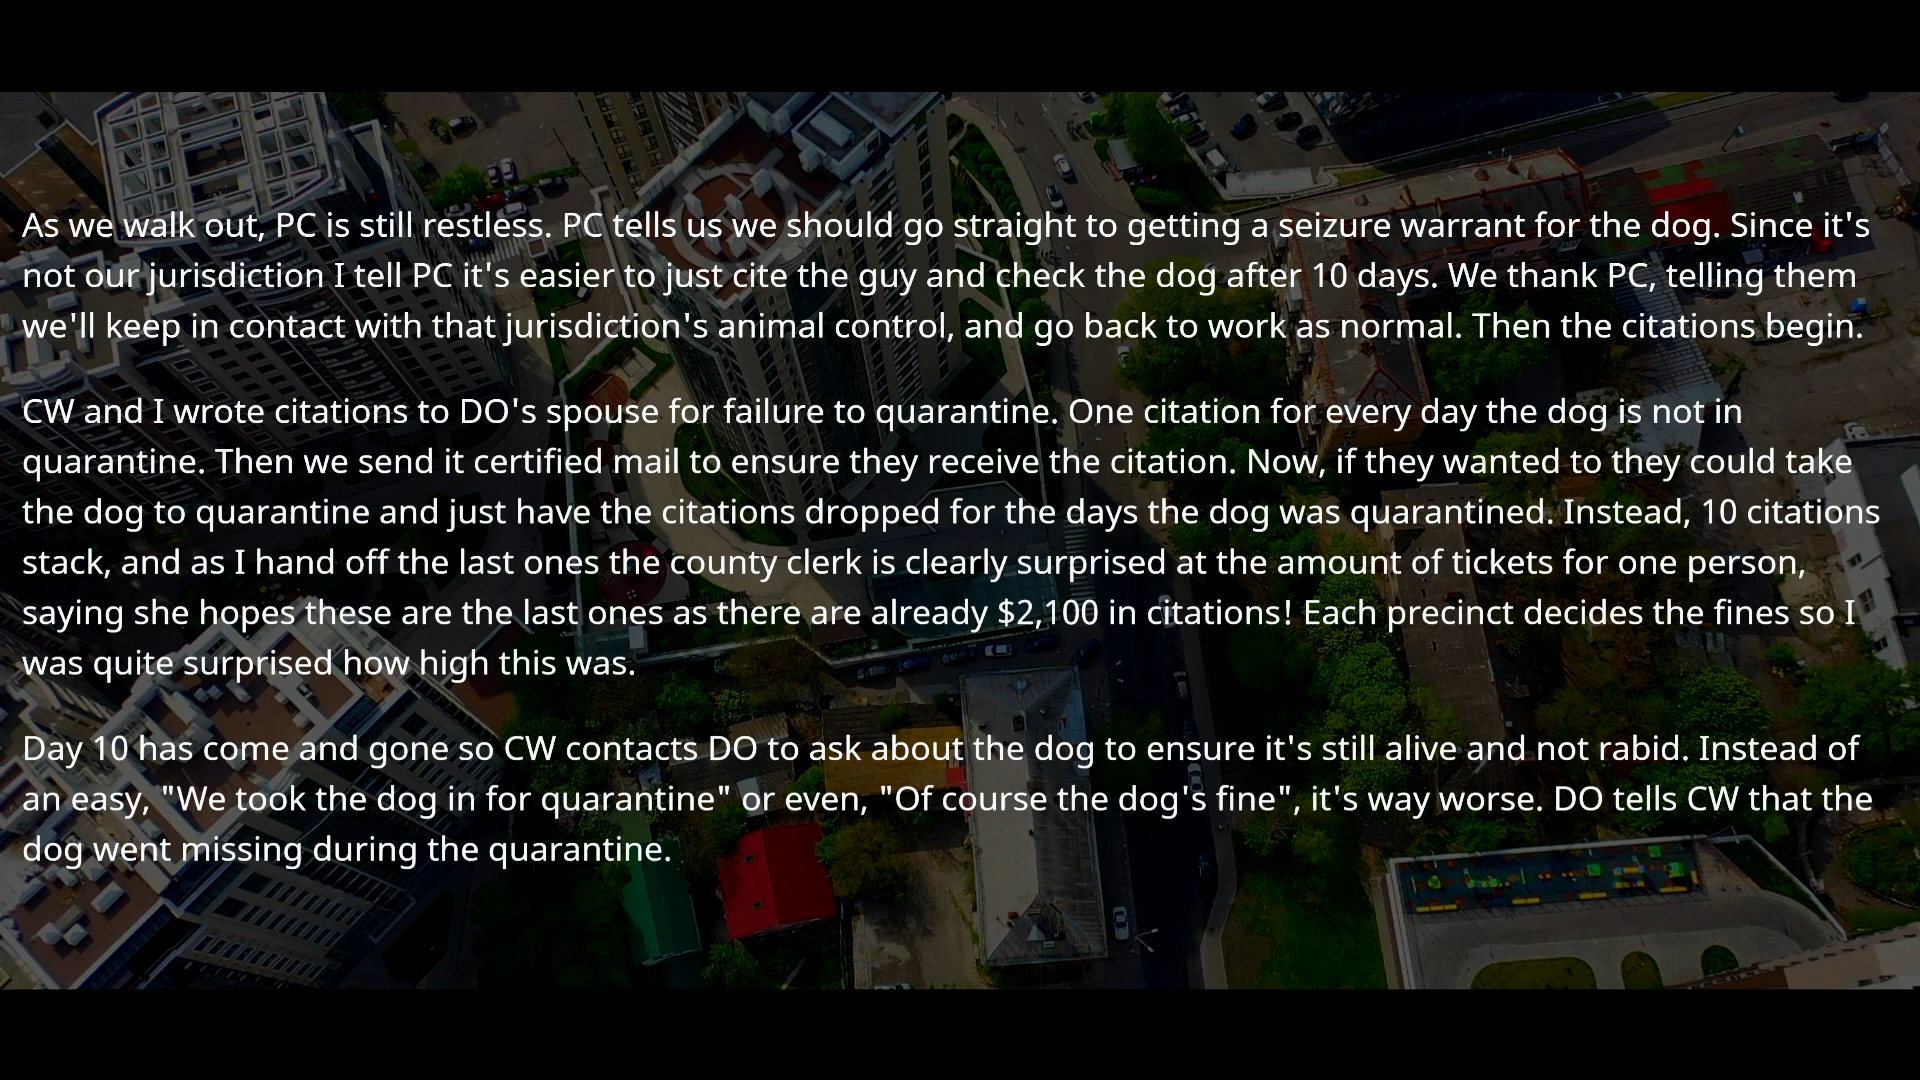 As we walk out, PC is still restless. PC tells us we should go straight to getting a seizure warrant for the dog. Since it's
not our jurisdiction I tell PC it's easier to just cite the guy and check the dog after 10 days. We thank PC, telling them
we'll keep in contact with that jurisdiction's animal control, and go back to work as normal. Then the citations begin.
CW and I wrote citations to DO's spouse for failure to quarantine. One citation for every day the dog is not in
quarantine. Then we send it certified mail to ensure they receive the citation. Now, if they wanted to they could take
the dog to quarantine and just have the citations dropped for the days the dog was quarantined. Instead, 10 citations
stack, and as I hand off the last ones the county clerk is clearly surprised at the amount of tickets for one person,
saying she hopes these are the last ones as there are already $2,100 in citations! Each precinct decides the fines so I
was quite surprised how high this was.
Day 10 has come and gone so CW contacts DO to ask about the dog to ensure it's still alive and not rabid. Instead of
an easy, "We took the dog in for quarantine" or even, "Of course the dog's fine", it's way worse. DO tells CW that the
dog went missing during the quarantine.